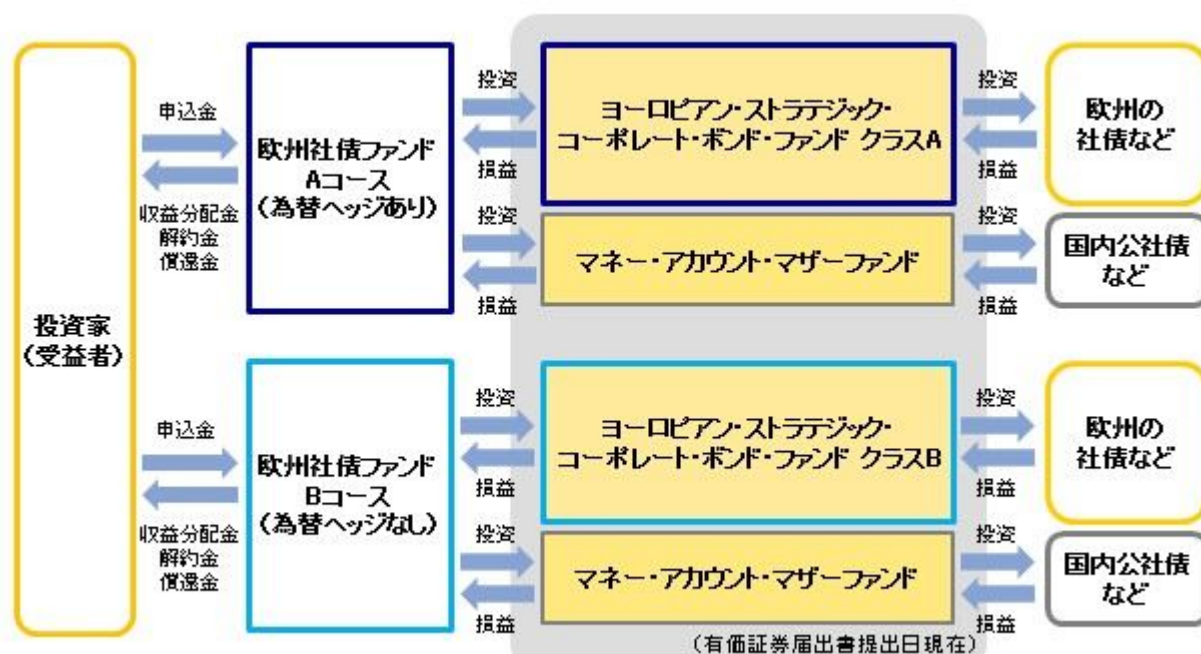 投資家
（受益者）
申込金
収益分配金
解約金
償還金
欧州社債ファンド
Aコース
（為替ヘッジあり）
投資
損益
投資
損益
ヨーロピアン・ストラテジック・
コーポレート・ボンド・ファンド クラスA
マネー・アカウント・マザーファンド
投資
損益
投資
損益
欧州の
社債など
国内公社債
など
申込金
収益分配金
解約金
償還金
欧州社債ファンド
Bコース
（為替ヘッジなし）
投資
損益
投資
損益
ヨーロピアン・ストラテジック・
コーポレート・ボンド・ファンド クラスB
マネー・アカウント・マザーファンド
投資
損益
投資
損益
欧州の
社債など
国内公社債
など
（有価証券届出書提出日現在）